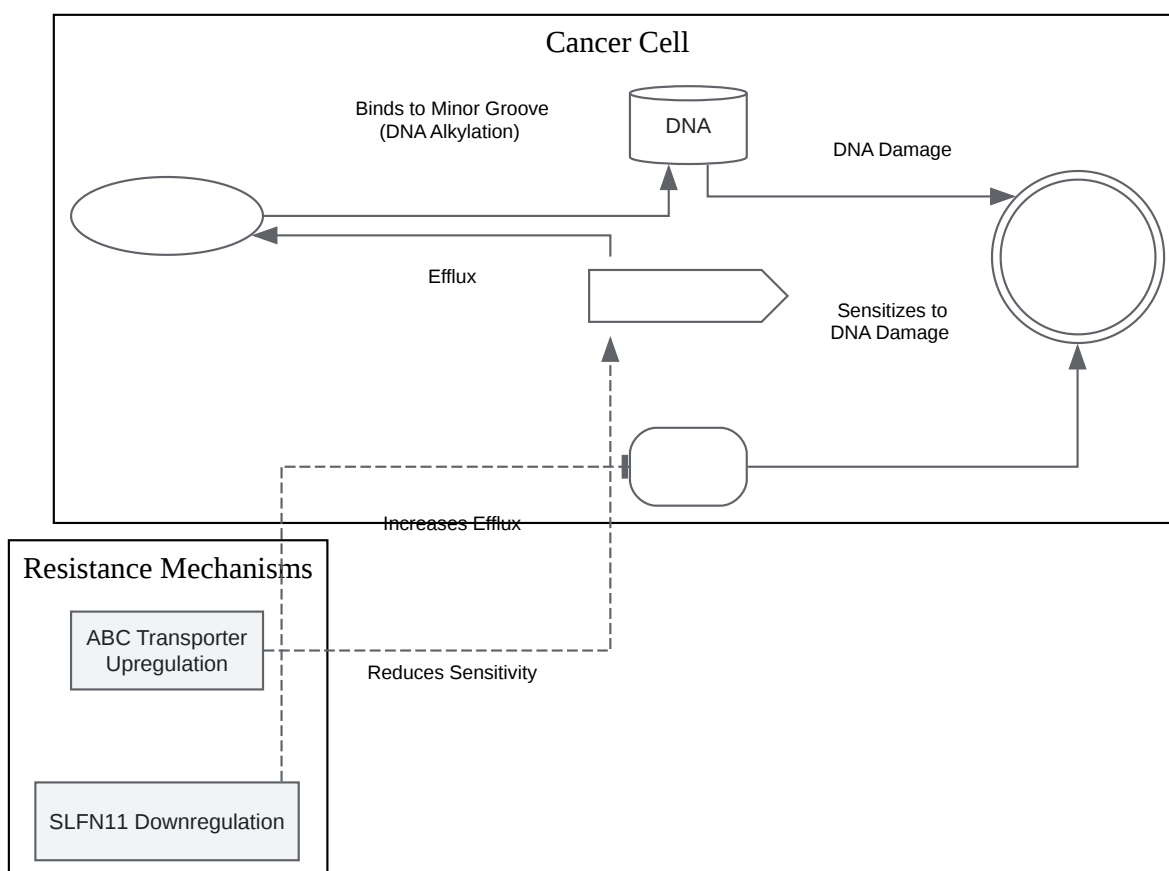 Cancer Cell
Binds to Minor Groove
(DNA Alkylation)
DNA
DNA Damage
Efflux
Sensitizes to
DNA Damage
Increases Efflux
Resistance Mechanisms
ABC Transporter
Upregulation
Reduces Sensitivity
SLFN11 Downregulation